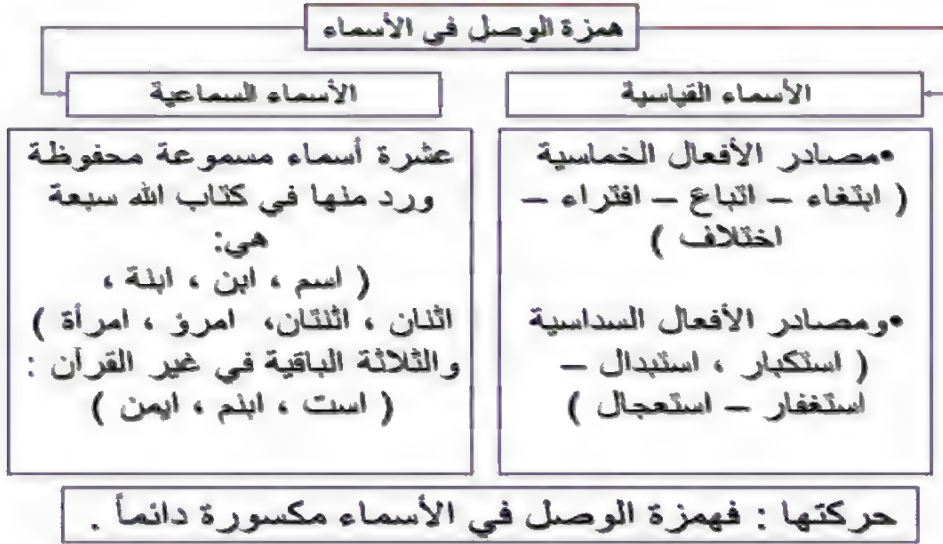 همزة الوصل في الأسماء
الأسماء القياسية
•مصادر الأفعال الخماسية
( ابتغاء – اتباع – افتراء –
اختلاف )
•ومصادر الأفعال السداسية
( استكبار ، استبدال –
استغفار – استعجال )
الأسماء السماعية
عشرة أسماء مسموعة محفوظة
ورد منها في كتاب الله سبعة
هي:
( اسم ، ابن ، ابنة ،
اثنان ، اثنتان، امرؤ ، امرأة )
والثلاثة الباقية في غير القرآن :
( است ، ابنم ، ايمن )
حركتها : فهمزة الوصل في الأسماء مكسورة دائماً .